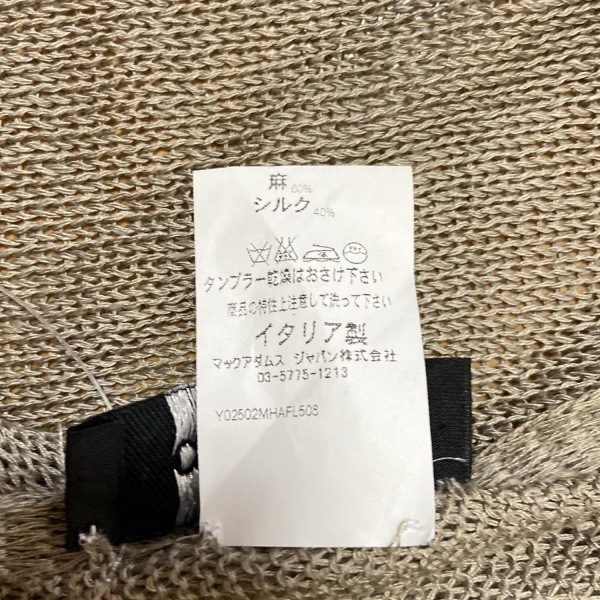 麻 60%
シルク 40%
タンブラー乾燥はおさけ下さい
商品の特性上注意して洗って下さい
イタリア製
マックアダムス ジャパン株式会社
03-5775-1213
Y02502MHAFL508